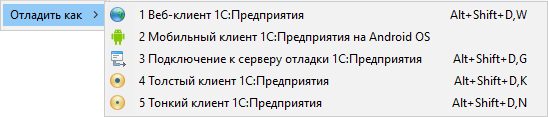 Отладить как
1 Веб-клиент 1С:Предприятия Alt+Shift+D,W
2 Мобильный клиент 1С:Предприятия на Android OS
3 Подключение к серверу отладки 1С:Предприятия Alt+Shift+D,G
4 Толстый клиент 1С:Предприятия Alt+Shift+D,K
5 Тонкий клиент 1С:Предприятия Alt+Shift+D,N